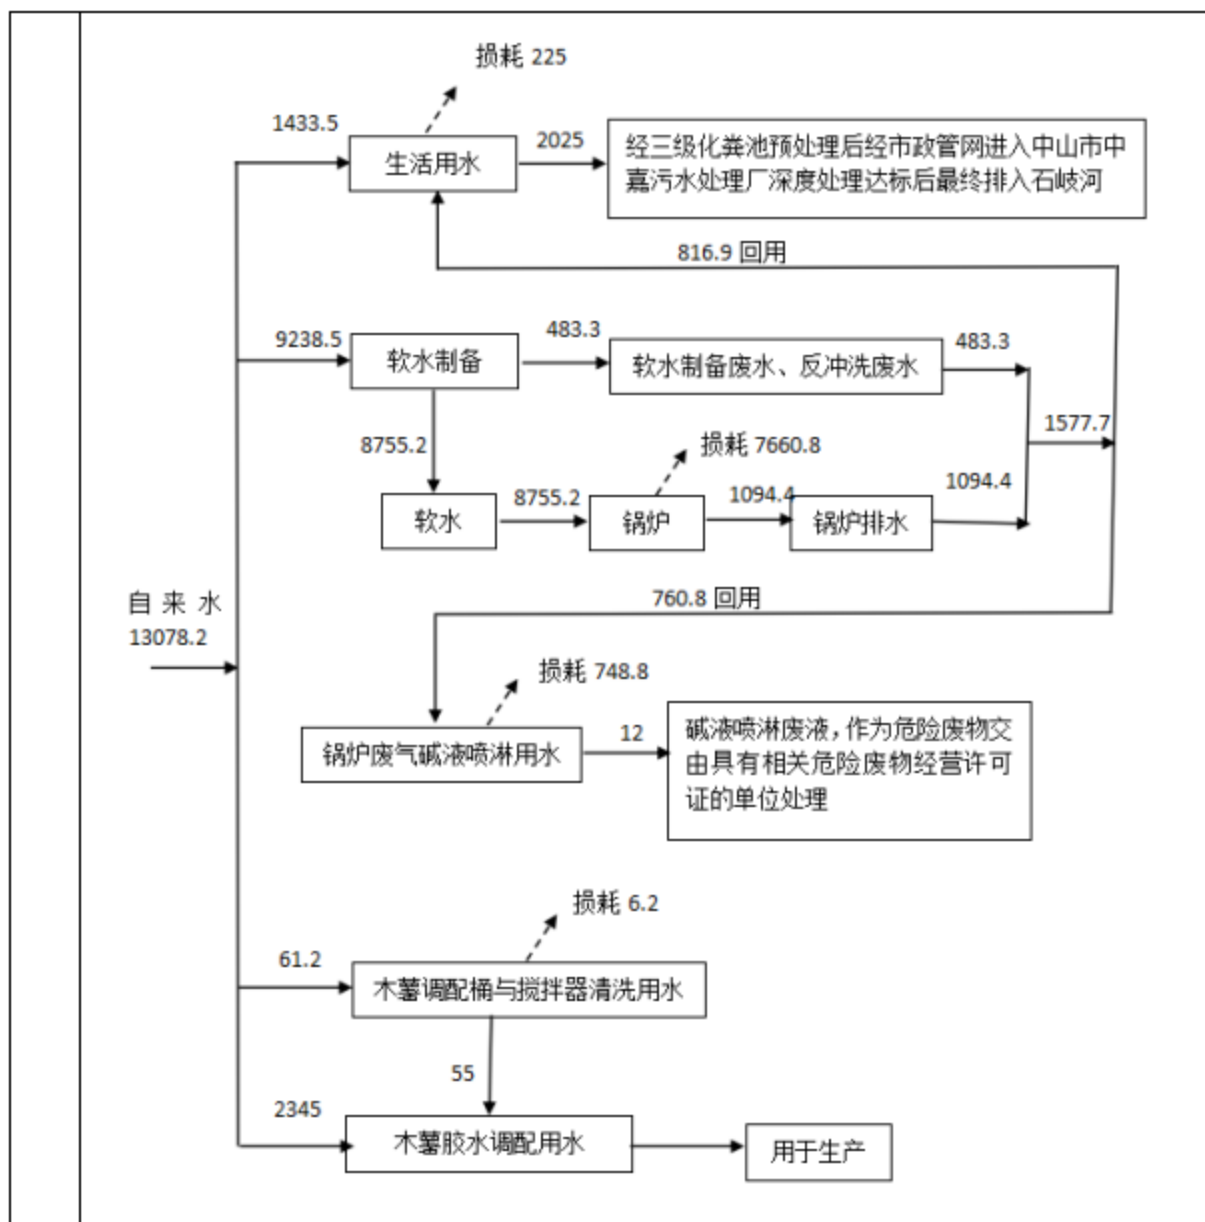 损耗 225
1433.5
生活用水
2025
经三级化粪池预处理后经市政管网进入中山市中
嘉污水处理厂深度处理达标后最终排入石岐河
816.9 回用
9238.5
软水制备
483.3
软水制备废水、反冲洗废水
483.3
1577.7
8755.2
损耗 7660.8
软水
8755.2
锅炉
1094.4
锅炉排水
1094.4
自来水
13078.2
760.8 回用
损耗 748.8
锅炉废气碱液喷淋用水
12
碱液喷淋废液，作为危险废物交
由具有相关危险废物经营许可
证的单位处理
损耗 6.2
61.2
木薯调配桶与搅拌器清洗用水
55
2345
木薯胶水调配用水
用于生产